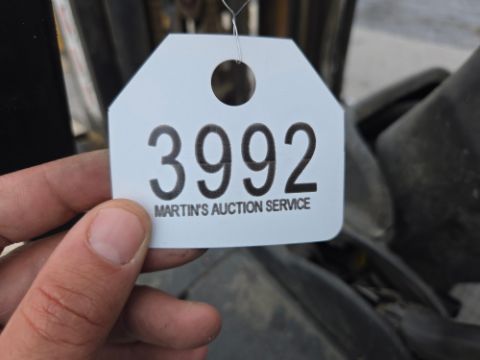 3992
MARTIN'S AUCTION SERVICE